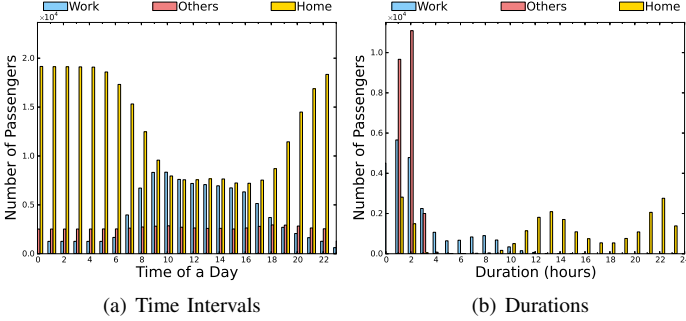 Work Others Home
×10⁴
Number of Passengers
2.0
1.5
1.0
0.5
0.0
0 2 4 6 8 10 12 14 16 18 20 22
Time of a Day
(a) Time Intervals
Work Others Home
×10⁴
Number of Passengers
1.0
0.8
0.6
0.4
0.2
0.0
0 2 4 6 8 10 12 14 16 18 20 22 24
Duration (hours)
(b) Durations